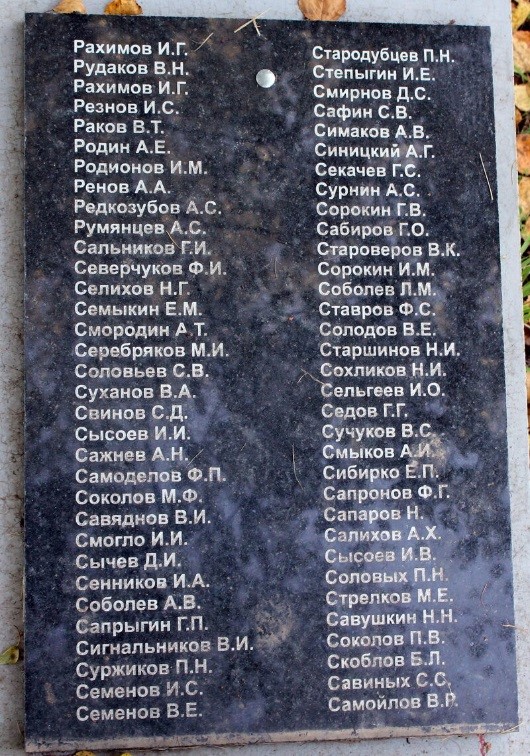 Рахимов И.Г.
Рудаков В.Н.
Рахимов И.Г.
Резнов И.С.
Раков В.Т.
Родин А.Е.
Родионов И.М.
Ренов А.А.
Редкозубов А.С.
Румянцев А.С.
Сальников Г.И.
Северчуков Ф.И.
Селихов Н.Г.
Семыкин Е.М.
Смородин А.Т.
Серебряков М.И.
Соловьев С.В.
Суханов В.А.
Свинов С.Д.
Сысоев И.И.
Сажнев А.Н.
Самоделов Ф.П.
Соколов М.Ф.
Савяднов В.И.
Смогло И.И.
Сычев Д.И.
Сенников И.А.
Соболев А.В.
Сапрыгин Г.П.
Сигнальников В.И.
Суржиков П.Н.
Семенов И.С.
Семенов В.Е.
Стародубцев П.Н.
Степыгин И.Е.
Смирнов Д.С.
Сафин С.В.
Симаков А.В.
Синицкий А.Г.
Секачев Г.С.
Сурнин А.С.
Сорокин Г.В.
Сабиров Г.О.
Староверов В.К.
Сорокин И.М.
Соболев Л.М.
Ставров Ф.С.
Солодов В.Е.
Старшинов Н.И.
Сохликов Н.И.
Сельгеев И.О.
Седов Г.Г.
Сучуков В.С.
Смыков А.И.
Сибирко Е.П.
Сапронов Ф.Г.
Сапаров Н.
Салихов А.Х.
Сысоев И.В.
Соловых П.Н.
Стрелков М.Е.
Савушкин Н.Н.
Соколов П.В.
Скоблов Б.Л.
Савиных С.С.
Самойлов В.Р.